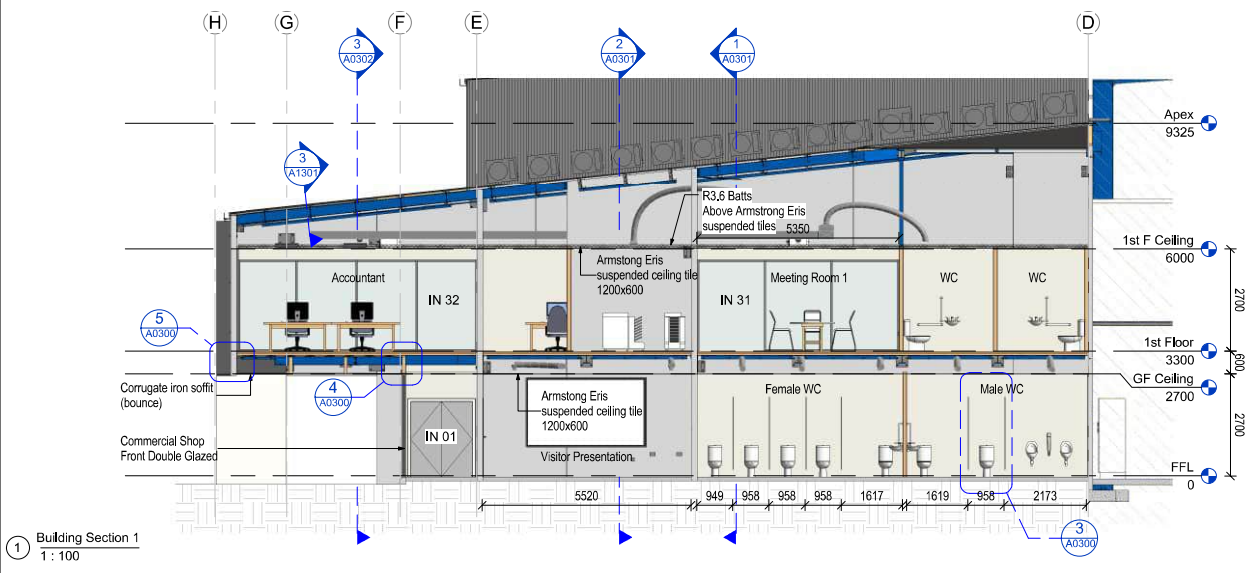 H
G
F
E
D
3
A0302
2
A0301
1
A0301
Apex
9325
3
A1301
R3.6 Batts
Above Armstrong Eris
suspended tiles
5350
1st F Ceiling
6000
Armstong Eris
suspended ceiling tile
1200x600
Accountant
IN 32
IN 31
Meeting Room 1
WC
WC
2700
5
A0300
1st Floor
3300
600
GF Ceiling
2700
Corrugate iron soffit
(bounce)
4
A0300
Armstong Eris
suspended ceiling tile
1200x600
Female WC
Male WC
2700
Commercial Shop
Front Double Glazed
IN 01
Visitor Presentation
FFL
0
5520
949
958
958
958
1617
1619
958
2173
3
A0300
1
Building Section 1
1 : 100